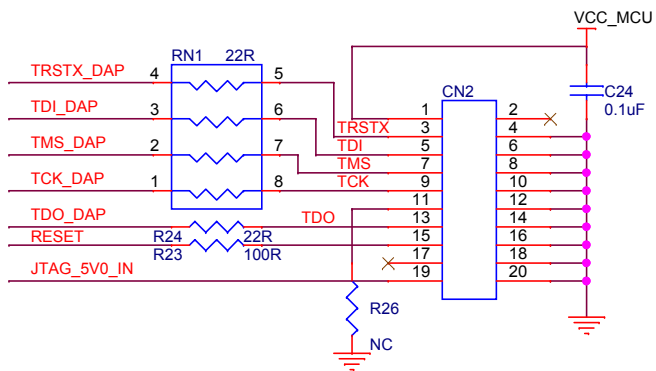 VCC_MCU
RN1 22R
TRSTX_DAP 4 5
C24
CN2
0.1uF
TDI_DAP 3 6
1 2
TRSTX 3 4
TMS_DAP 2 7
TDI 5 6
TMS 7 8
TCK_DAP 1 8
TCK 9 10
11 12
TDO_DAP TDO 13 14
RESET R24 22R 15 16
R23 100R 17 18
JTAG_5V0_IN 19 20
R26
NC